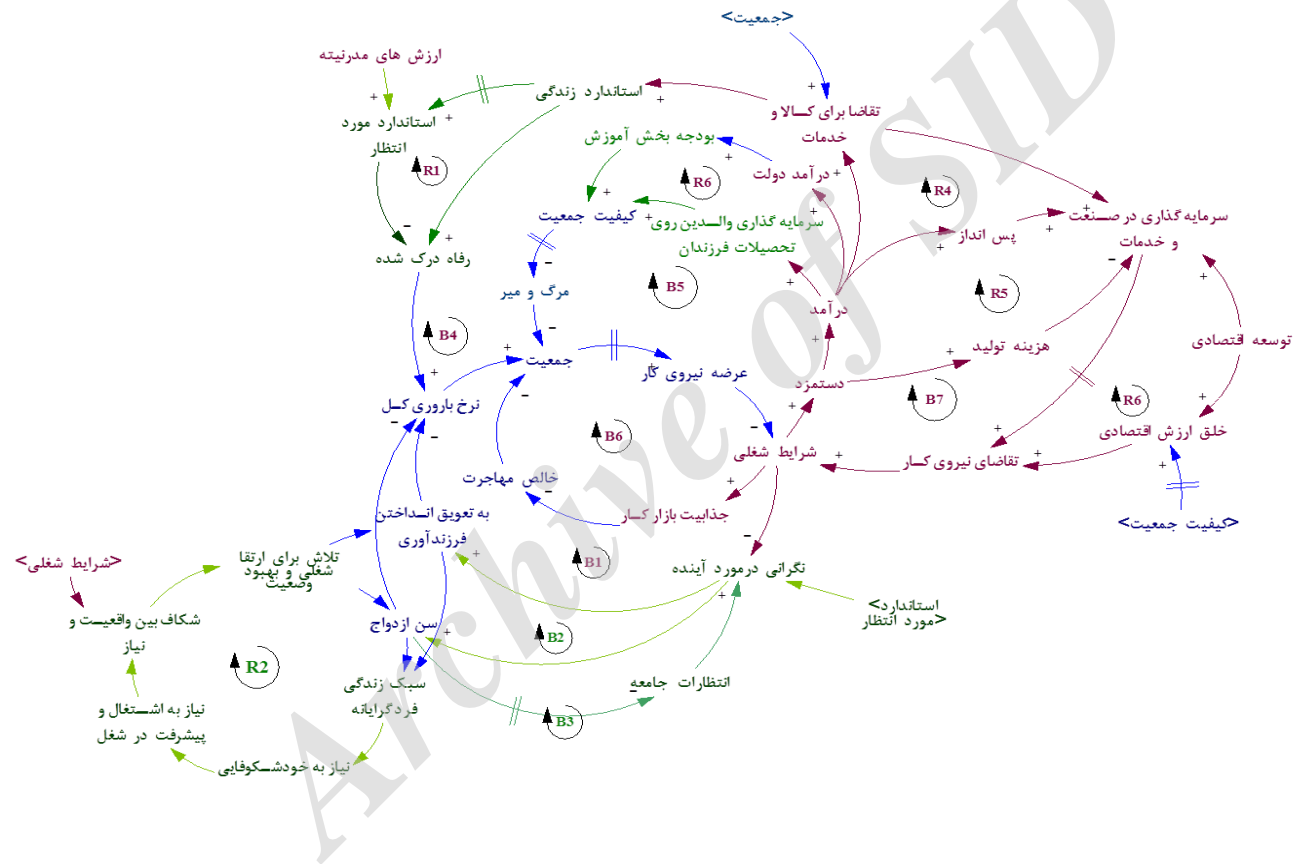 <جمعیت>
ارزش های مدرنیته
استاندارد زندگی
تقاضا برای کالا و
خدمات
استاندارد مورد
انتظار
بودجه بخش آموزش
R1
R6
درآمد دولت
R4
کیفیت جمعیت
سرمایه گذاری والدین روی
تحصیلات فرزندان
سرمایه گذاری در صنعت
و خدمات
پس انداز
رفاه درک شده
مرگ و میر
B5
R5
درآمد
B4
جمعیت
عرضه نیروی کار
هزینه تولید
توسعه اقتصادی
دستمزد
نرخ باروری کل
B7
R6
B6
شرایط شغلی
تقاضای نیروی کار
خلق ارزش اقتصادی
خالص مهاجرت
جذابیت بازار کار
<کیفیت جمعیت>
به تعویق انداختن
فرزندآوری
B1
نگرانی درمورد آینده
<شرایط شغلی>
تلاش برای ارتقا
شغلی و بهبود
وضعیت
<استاندارد
مورد انتظار>
شکاف بین واقعیت و
نیاز
سن ازدواج
B2
R2
سبک زندگی
فردگرایانه
انتظارات جامعه
نیاز به اشتغال و
پیشرفت در شغل
B3
نیاز به خودشکوفایی
Archive of SID